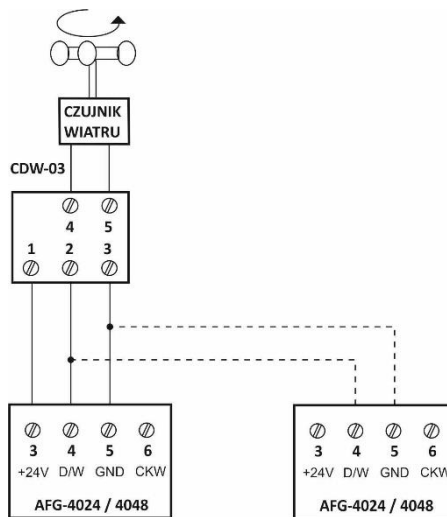 CZUJNIK
WIATRU
CDW-03
4 5
1 2 3
3 4 5 6
+24V D/W GND CKW
AFG-4024 / 4048
3 4 5 6
+24V D/W GND CKW
AFG-4024 / 4048